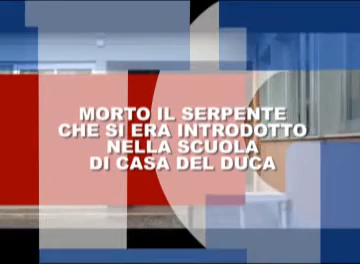 MORTO IL SERPENTE
CHE SI ERA INTRODOTTO
NELLA SCUOLA
DI CASA DEL DUCA